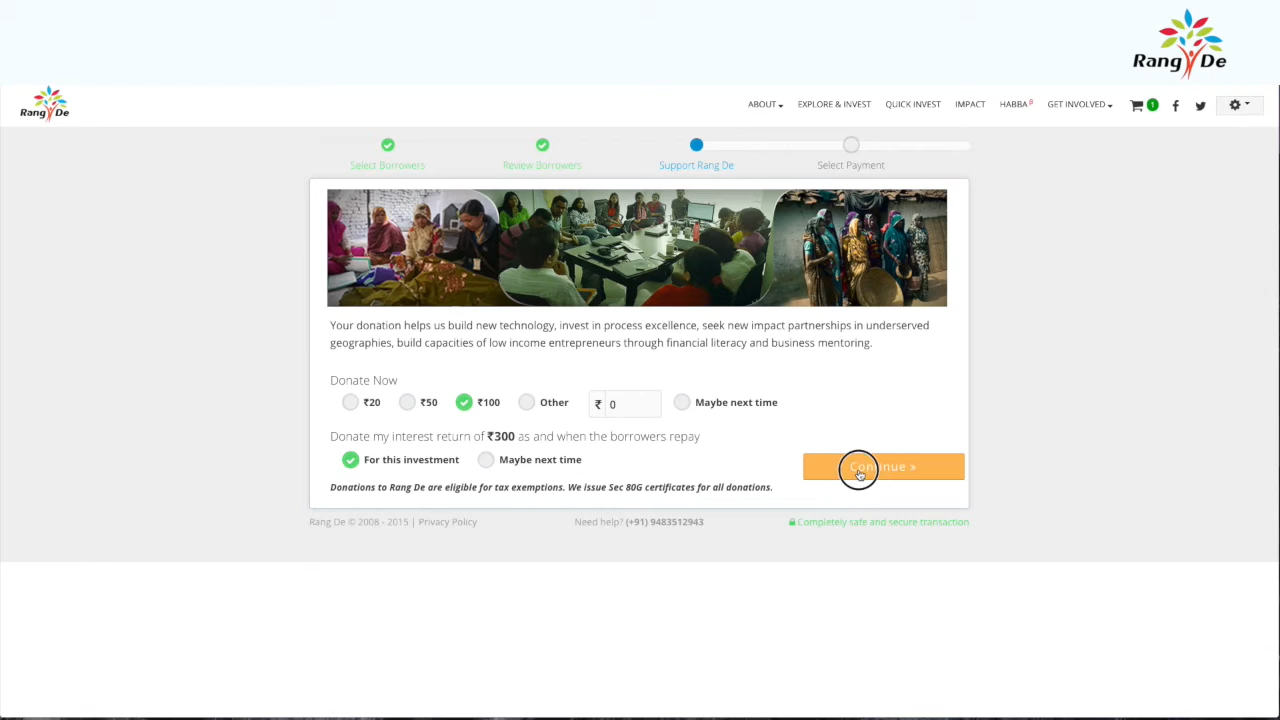 Rang De
Rang De
ABOUT EXPLORE & INVEST QUICK INVEST IMPACT HABBA β GET INVOLVED 1
Select Borrowers Review Borrowers Support Rang De Select Payment
Your donation helps us build new technology, invest in process excellence, seek new impact partnerships in underserved
geographies, build capacities of low income entrepreneurs through financial literacy and business mentoring.
Donate Now
₹20 ₹50 ₹100 Other ₹ 0 Maybe next time
Donate my interest return of ₹300 as and when the borrowers repay
For this investment Maybe next time
Continue »
Donations to Rang De are eligible for tax exemptions. We issue Sec 80G certificates for all donations.
Rang De © 2008 - 2015 | Privacy Policy Need help? (+91) 9483512943 Completely safe and secure transaction